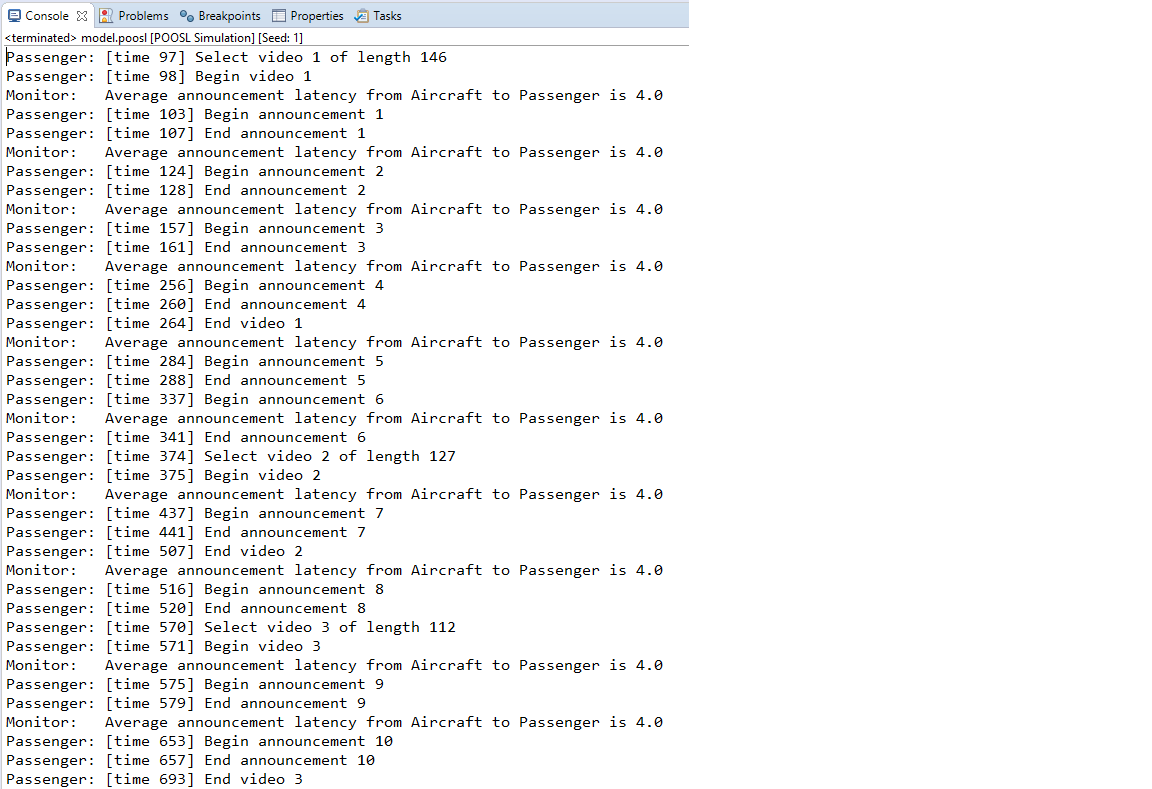 Console Problems Breakpoints Properties Tasks
<terminated> model.poosl [POOSL Simulation] [Seed: 1]
Passenger: [time 97] Select video 1 of length 146
Passenger: [time 98] Begin video 1
Monitor:   Average announcement latency from Aircraft to Passenger is 4.0
Passenger: [time 103] Begin announcement 1
Passenger: [time 107] End announcement 1
Monitor:   Average announcement latency from Aircraft to Passenger is 4.0
Passenger: [time 124] Begin announcement 2
Passenger: [time 128] End announcement 2
Monitor:   Average announcement latency from Aircraft to Passenger is 4.0
Passenger: [time 157] Begin announcement 3
Passenger: [time 161] End announcement 3
Monitor:   Average announcement latency from Aircraft to Passenger is 4.0
Passenger: [time 256] Begin announcement 4
Passenger: [time 260] End announcement 4
Passenger: [time 264] End video 1
Monitor:   Average announcement latency from Aircraft to Passenger is 4.0
Passenger: [time 284] Begin announcement 5
Passenger: [time 288] End announcement 5
Passenger: [time 337] Begin announcement 6
Monitor:   Average announcement latency from Aircraft to Passenger is 4.0
Passenger: [time 341] End announcement 6
Passenger: [time 374] Select video 2 of length 127
Passenger: [time 375] Begin video 2
Monitor:   Average announcement latency from Aircraft to Passenger is 4.0
Passenger: [time 437] Begin announcement 7
Passenger: [time 441] End announcement 7
Passenger: [time 507] End video 2
Monitor:   Average announcement latency from Aircraft to Passenger is 4.0
Passenger: [time 516] Begin announcement 8
Passenger: [time 520] End announcement 8
Passenger: [time 570] Select video 3 of length 112
Passenger: [time 571] Begin video 3
Monitor:   Average announcement latency from Aircraft to Passenger is 4.0
Passenger: [time 575] Begin announcement 9
Passenger: [time 579] End announcement 9
Monitor:   Average announcement latency from Aircraft to Passenger is 4.0
Passenger: [time 653] Begin announcement 10
Passenger: [time 657] End announcement 10
Passenger: [time 693] End video 3